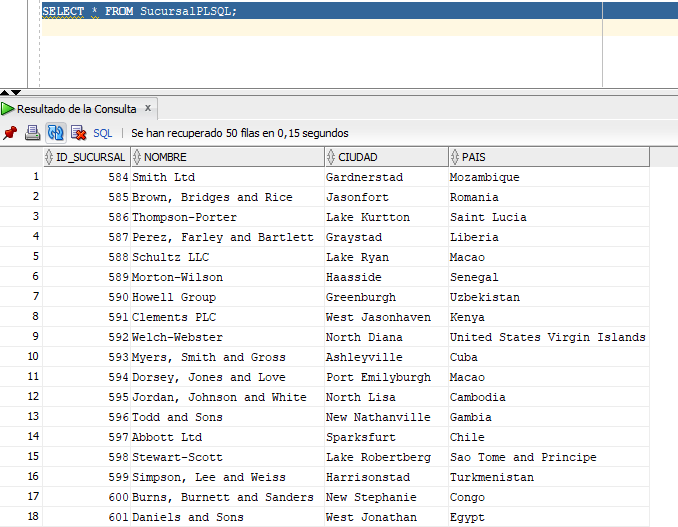 SELECT * FROM SucursalPLSQL;
Resultado de la Consulta x
SQL | Se han recuperado 50 filas en 0,15 segundos
ID_SUCURSAL NOMBRE CIUDAD PAIS
1 584 Smith Ltd Gardnerstad Mozambique
2 585 Brown, Bridges and Rice Jasonfort Romania
3 586 Thompson-Porter Lake Kurtton Saint Lucia
4 587 Perez, Farley and Bartlett Graystad Liberia
5 588 Schultz LLC Lake Ryan Macao
6 589 Morton-Wilson Haasside Senegal
7 590 Howell Group Greenburgh Uzbekistan
8 591 Clements PLC West Jasonhaven Kenya
9 592 Welch-Webster North Diana United States Virgin Islands
10 593 Myers, Smith and Gross Ashleyville Cuba
11 594 Dorsey, Jones and Love Port Emilyburgh Macao
12 595 Jordan, Johnson and White North Lisa Cambodia
13 596 Todd and Sons New Nathanville Gambia
14 597 Abbott Ltd Sparksfurt Chile
15 598 Stewart-Scott Lake Robertberg Sao Tome and Principe
16 599 Simpson, Lee and Weiss Harrisonstad Turkmenistan
17 600 Burns, Burnett and Sanders New Stephanie Congo
18 601 Daniels and Sons West Jonathan Egypt